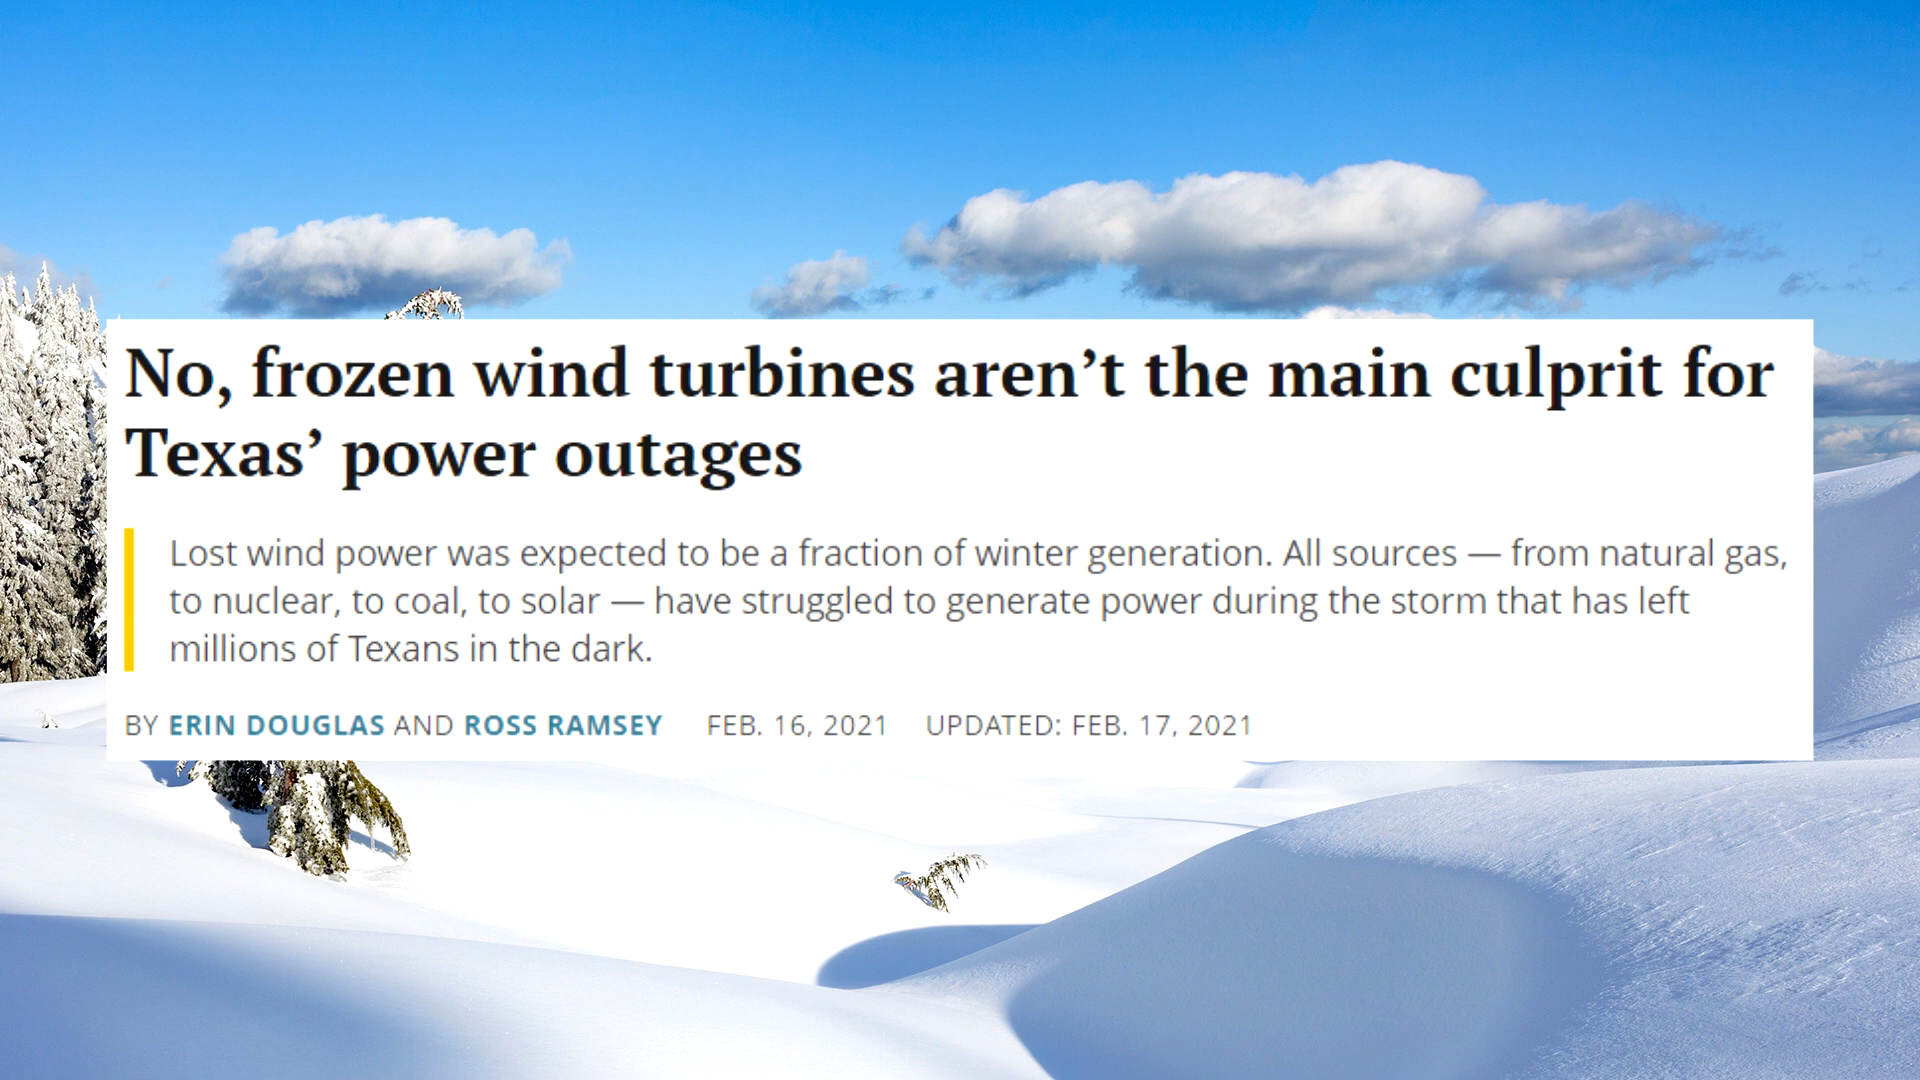 No, frozen wind turbines aren’t the main culprit for
Texas’ power outages
Lost wind power was expected to be a fraction of winter generation. All sources — from natural gas,
to nuclear, to coal, to solar — have struggled to generate power during the storm that has left
millions of Texans in the dark.
BY ERIN DOUGLAS AND ROSS RAMSEY FEB. 16, 2021 UPDATED: FEB. 17, 2021